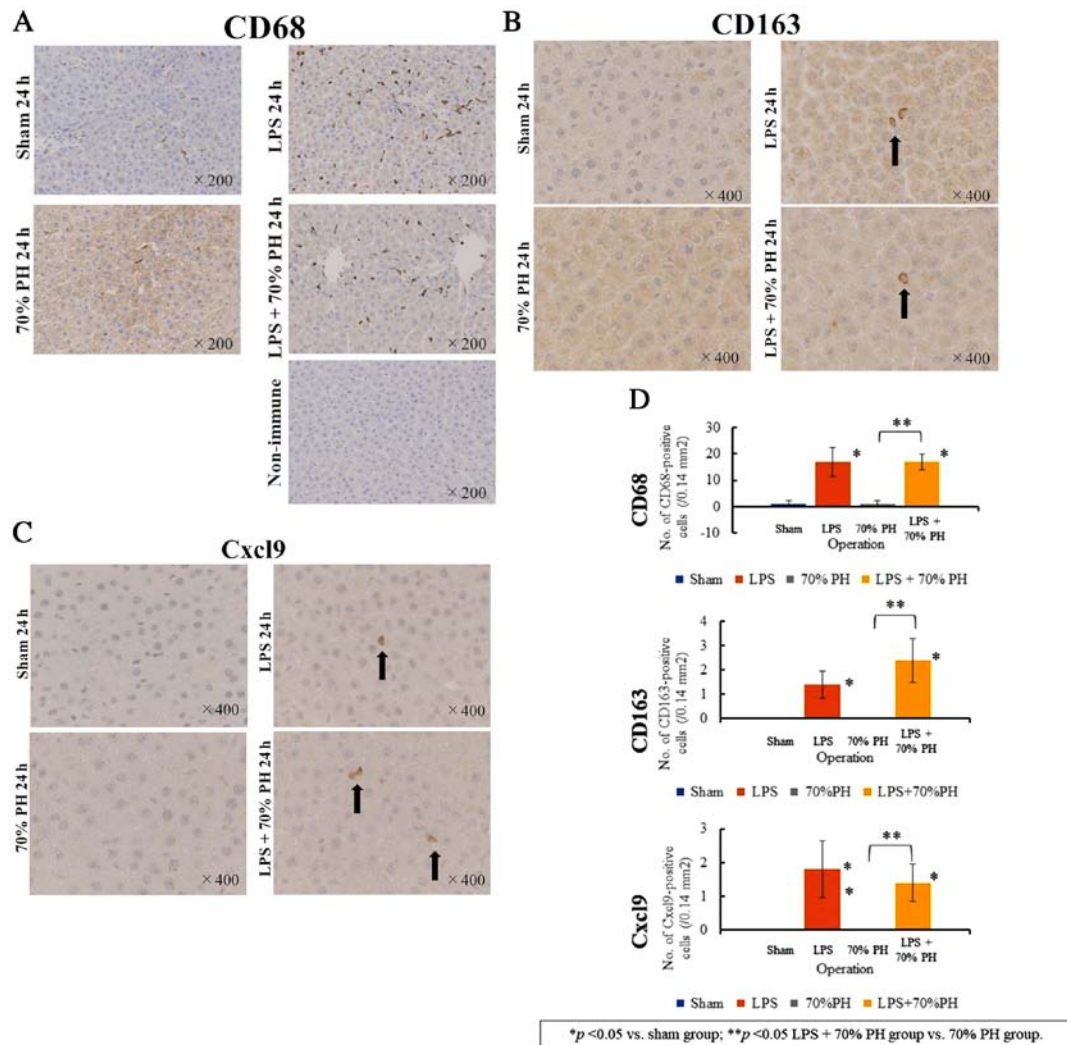 A
CD68
Sham 24 h
×200
LPS 24 h
×200
70% PH 24 h
×200
LPS + 70% PH 24 h
×200
Non-immune
×200
B
CD163
Sham 24 h
×400
LPS 24 h
×400
70% PH 24 h
×400
LPS + 70% PH 24 h
×400
C
Cxcl9
Sham 24 h
×400
LPS 24 h
×400
70% PH 24 h
×400
LPS + 70% PH 24 h
×400
D
CD68
No. of CD68-positive
cells (/0.14 mm2)
30
20
10
0
-10
**
*
*
Sham LPS 70% PH LPS +
70% PH
Operation
Sham LPS 70% PH LPS + 70% PH
CD163
No. of CD163-positive
cells (/0.14 mm2)
4
3
2
1
0
**
*
*
Sham LPS 70% PH LPS +
70% PH
Operation
Sham LPS 70%PH LPS+70%PH
Cxcl9
No. of Cxcl9-positive
cells (/0.14 mm2)
3
2
1
0
**
*
*
*
Sham LPS 70% PH LPS +
70% PH
Operation
Sham LPS 70%PH LPS+70%PH
*p <0.05 vs. sham group; **p <0.05 LPS + 70% PH group vs. 70% PH group.